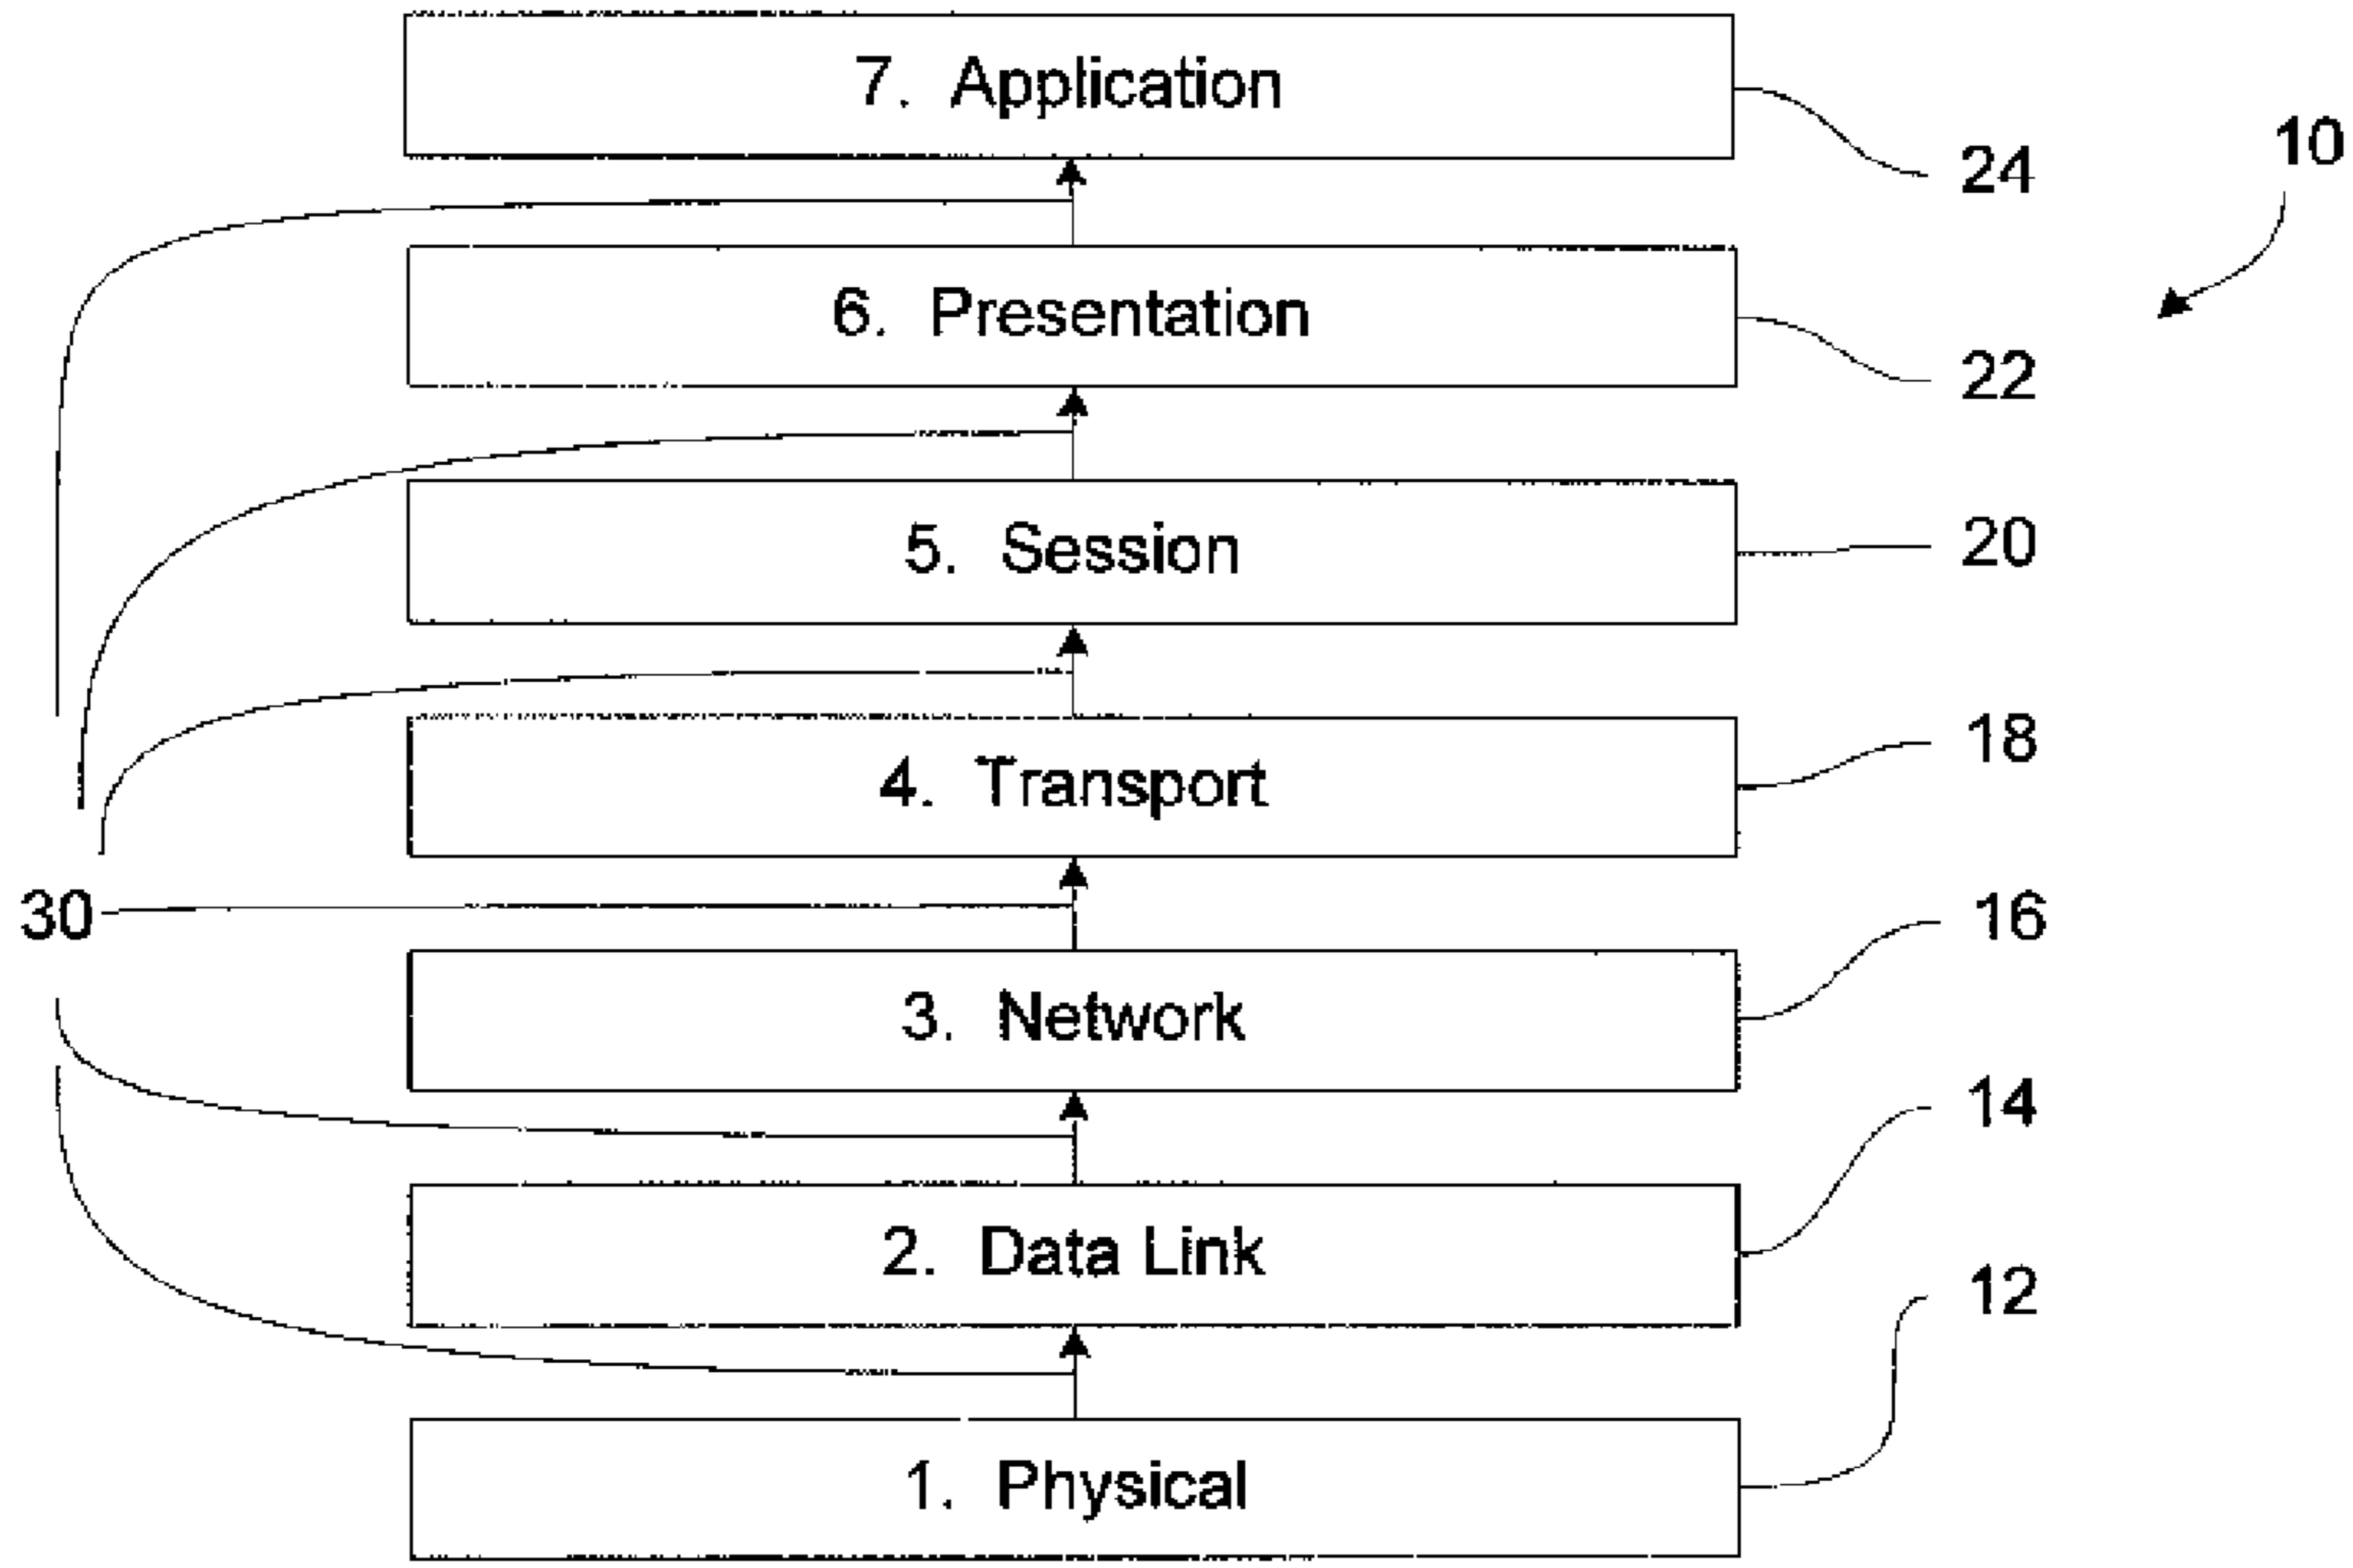 7. Application
24
10
6. Presentation
22
5. Session
20
4. Transport
18
30
3. Network
16
2. Data Link
14
1. Physical
12